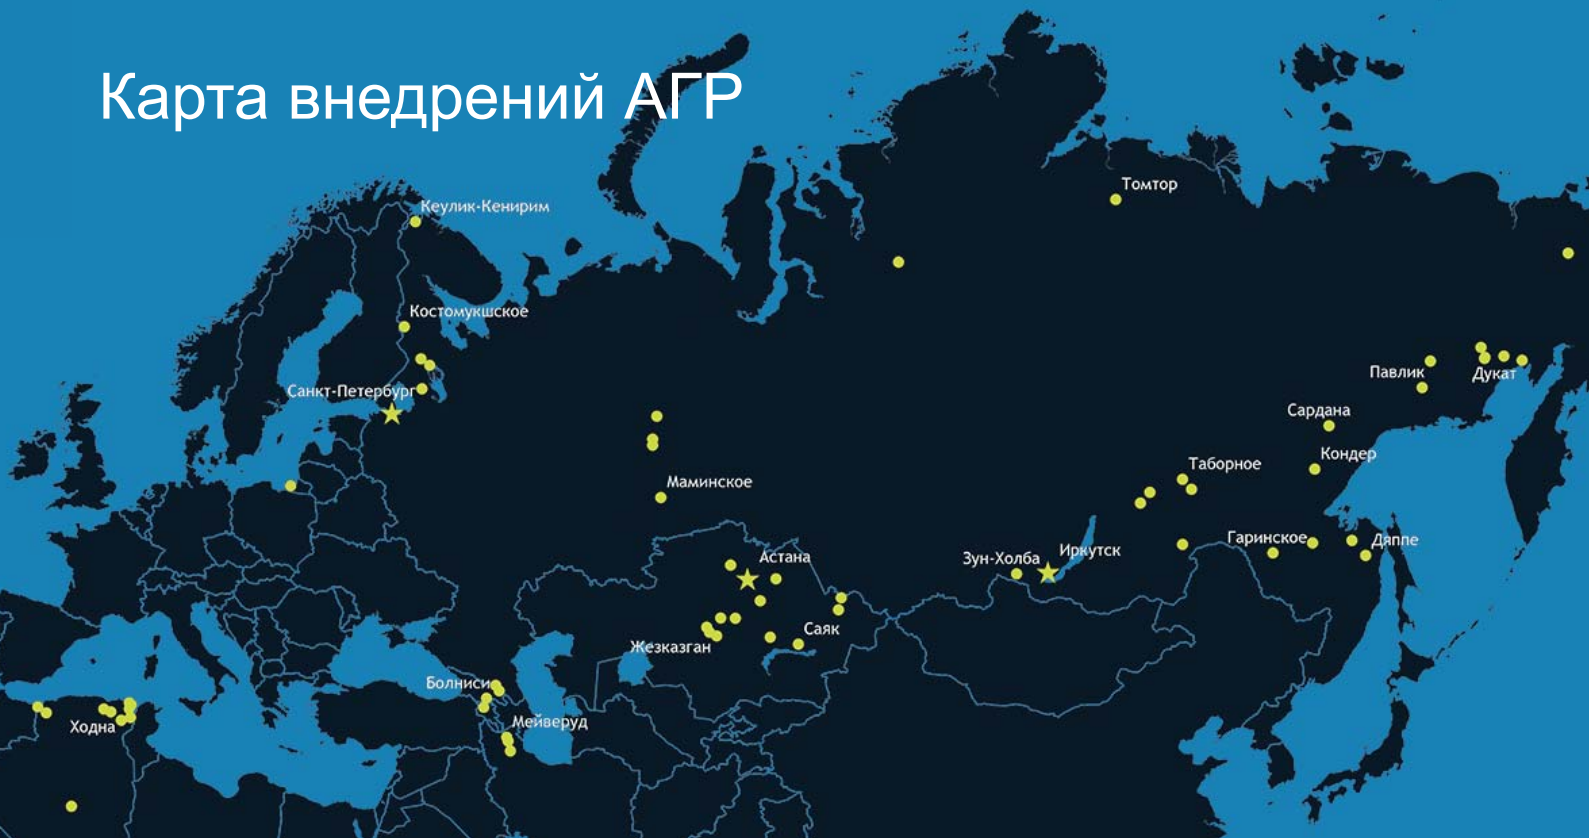 Карта внедрений АГР
Томтор
Кеулик-Кенирим
Костомукшское
Павлик
Дукат
Санкт-Петербург
Сардана
Кондер
Таборное
Маминское
Гаринское
Дяппе
Астана
Зун-Холба
Иркутск
Саяк
Жезказган
Болниси
Мейверуд
Ходна